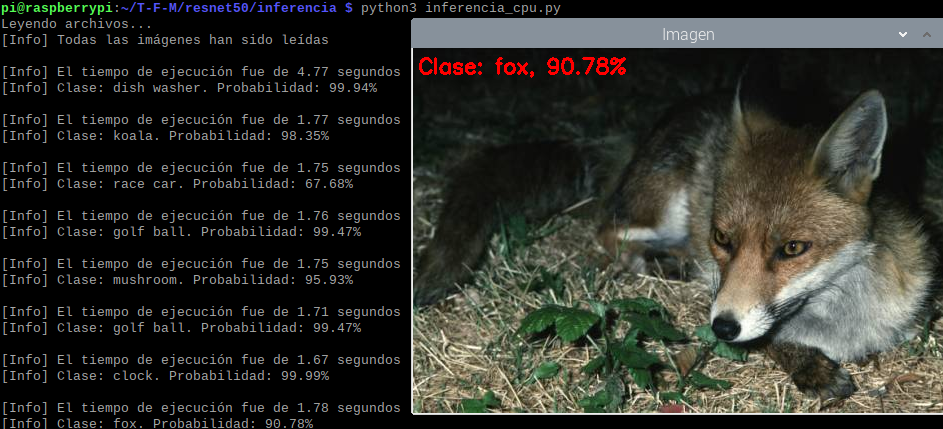 pi@raspberrypi:~/T-F-M/resnet50/inferencia $ python3 inferencia_cpu.py
Leyendo archivos...
[Info] Todas las imágenes han sido leídas
[Info] El tiempo de ejecución fue de 4.77 segundos
[Info] Clase: dish washer. Probabilidad: 99.94%
[Info] El tiempo de ejecución fue de 1.77 segundos
[Info] Clase: koala. Probabilidad: 98.35%
[Info] El tiempo de ejecución fue de 1.75 segundos
[Info] Clase: race car. Probabilidad: 67.68%
[Info] El tiempo de ejecución fue de 1.76 segundos
[Info] Clase: golf ball. Probabilidad: 99.47%
[Info] El tiempo de ejecución fue de 1.75 segundos
[Info] Clase: mushroom. Probabilidad: 95.93%
[Info] El tiempo de ejecución fue de 1.71 segundos
[Info] Clase: golf ball. Probabilidad: 99.47%
[Info] El tiempo de ejecución fue de 1.67 segundos
[Info] Clase: clock. Probabilidad: 99.99%
[Info] El tiempo de ejecución fue de 1.78 segundos
[Info] Clase: fox. Probabilidad: 90.78%
Imagen
Clase: fox, 90.78%